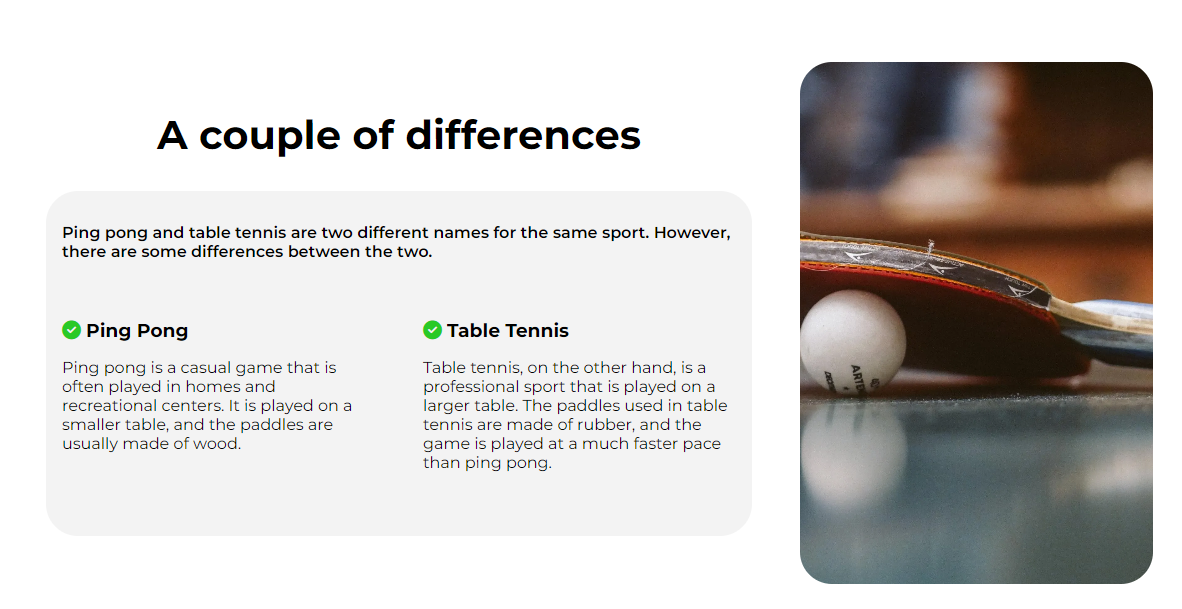 A couple of differences
Ping pong and table tennis are two different names for the same sport. However,
there are some differences between the two.
Ping Pong
Ping pong is a casual game that is
often played in homes and
recreational centers. It is played on a
smaller table, and the paddles are
usually made of wood.
Table Tennis
Table tennis, on the other hand, is a
professional sport that is played on a
larger table. The paddles used in table
tennis are made of rubber, and the
game is played at a much faster pace
than ping pong.